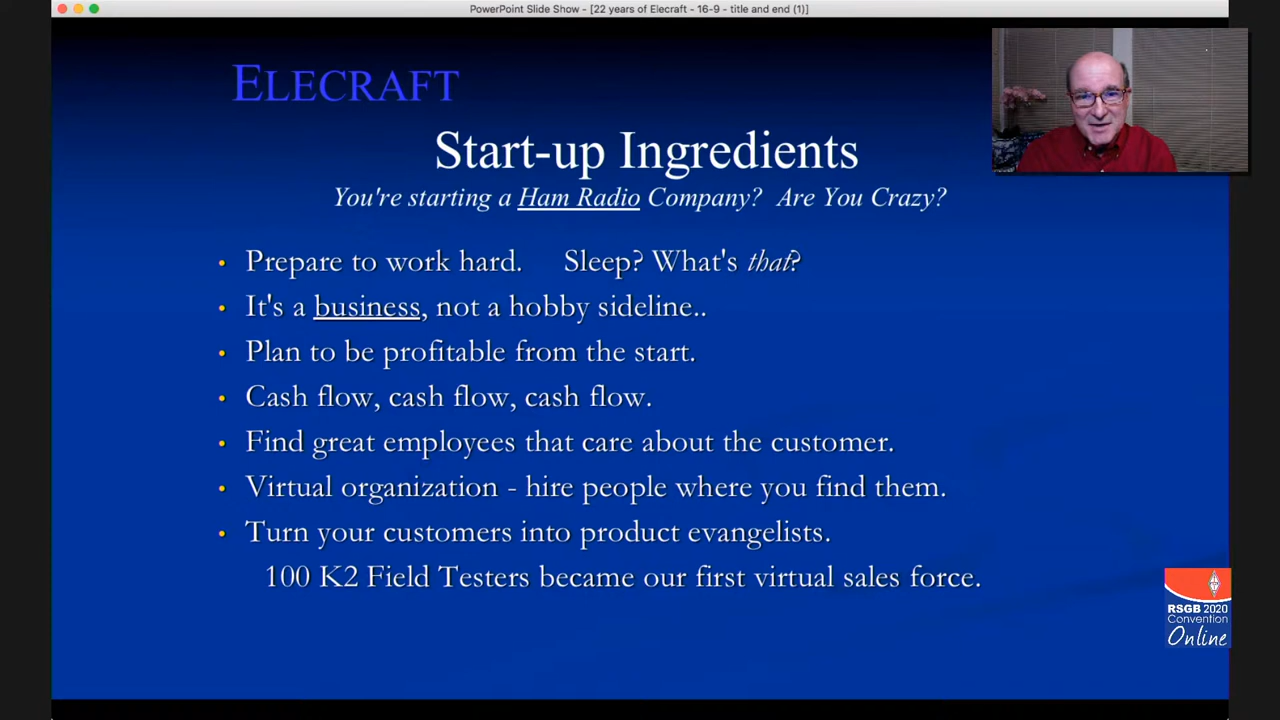 PowerPoint Slide Show - [22 years of Elecraft - 16-9 - title and end (1)]
ELECRAFT
Start-up Ingredients
You're starting a Ham Radio Company? Are You Crazy?
• Prepare to work hard. Sleep? What's that?
• It's a business, not a hobby sideline..
• Plan to be profitable from the start.
• Cash flow, cash flow, cash flow.
• Find great employees that care about the customer.
• Virtual organization - hire people where you find them.
• Turn your customers into product evangelists.
100 K2 Field Testers became our first virtual sales force.
RSGB 2020
Convention
Online